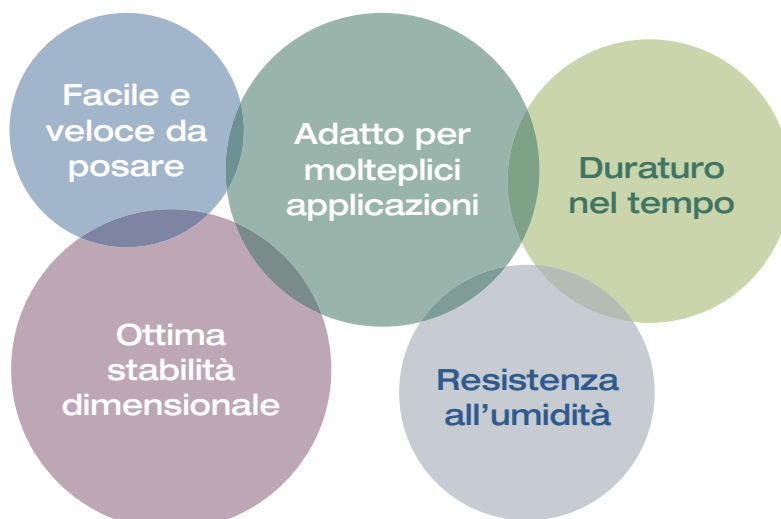 Facile e
veloce da
posare
Adatto per
molteplici
applicazioni
Duraturo
nel tempo
Ottima
stabilità
dimensionale
Resistenza
all’umidità